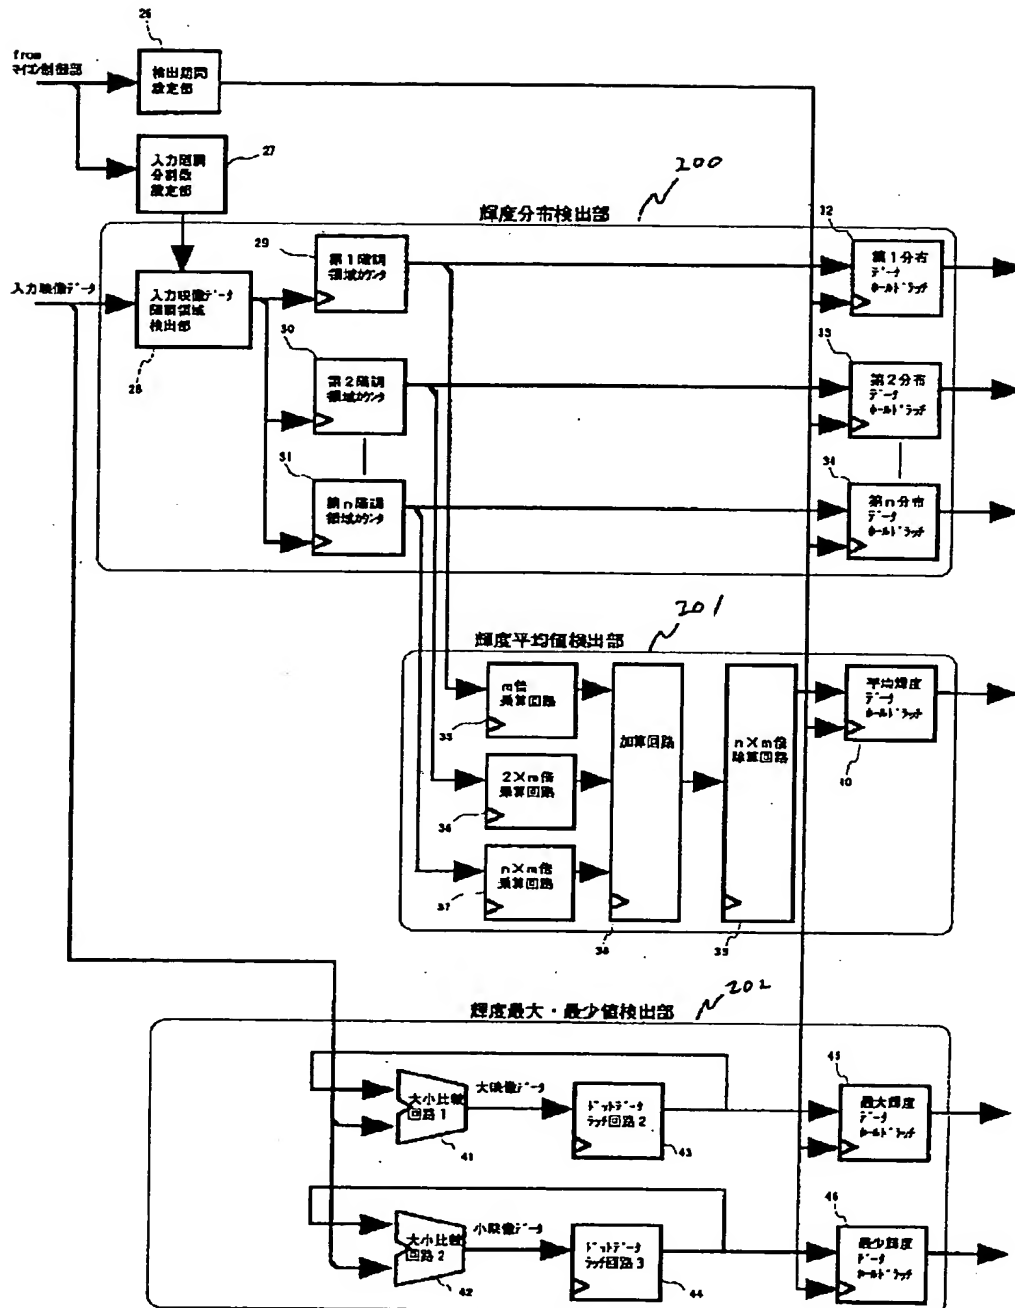 26
from
マイコン制御部
検出期間
設定部
27
入力階調
分割数
設定部
200
輝度分布検出部
29
第1階調
領域カウンタ
32
第1分布
データ
ホールドラッチ
入力映像データ
入力映像データ
階調領域
検出部
28
30
第2階調
領域カウンタ
33
第2分布
データ
ホールドラッチ
31
第n階調
領域カウンタ
34
第n分布
データ
ホールドラッチ
201
輝度平均値検出部
m倍
乗算回路
35
加算回路
n×m倍
除算回路
平均輝度
データ
ホールドラッチ
40
2×m倍
乗算回路
36
n×m倍
乗算回路
37
38
39
202
輝度最大・最少値検出部
大小比較
回路1
41
大映像データ
ドットデータ
ラッチ回路2
43
45
最大輝度
データ
ホールドラッチ
大小比較
回路2
42
小映像データ
ドットデータ
ラッチ回路3
44
46
最少輝度
データ
ホールドラッチ